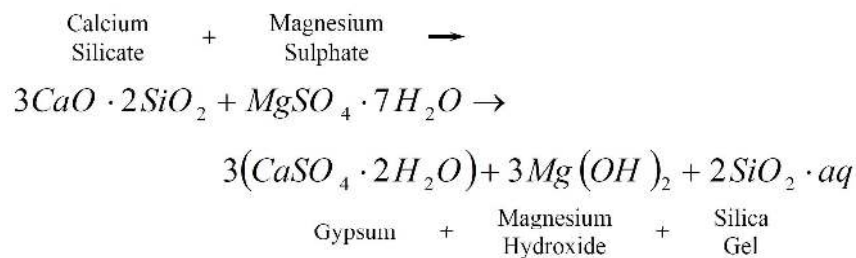 Calcium Silicate + Magnesium Sulphate →
3CaO · 2SiO₂ + MgSO₄ · 7H₂O →
3(CaSO₄ · 2H₂O) + 3Mg(OH)₂ + 2SiO₂ · aq
Gypsum + Magnesium Hydroxide + Silica Gel